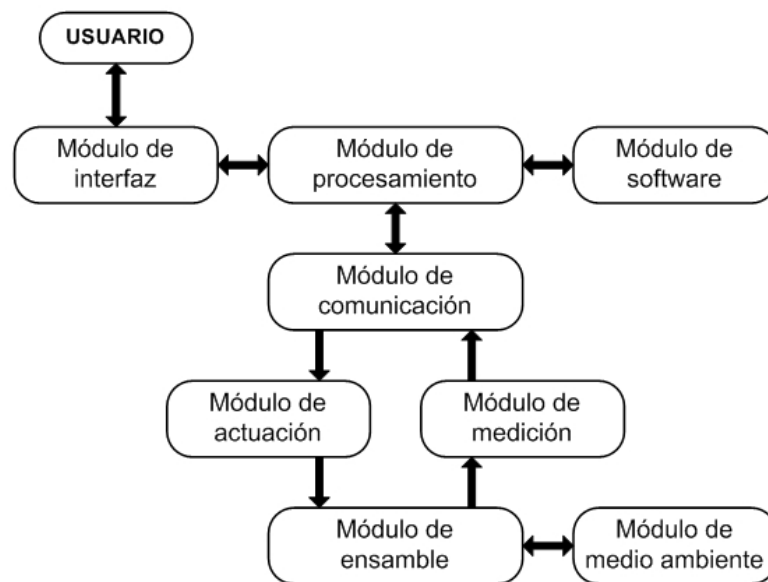 USUARIO
Módulo de
interfaz
Módulo de
procesamiento
Módulo de
software
Módulo de
comunicación
Módulo de
actuación
Módulo de
medición
Módulo de
ensamble
Módulo de
medio ambiente